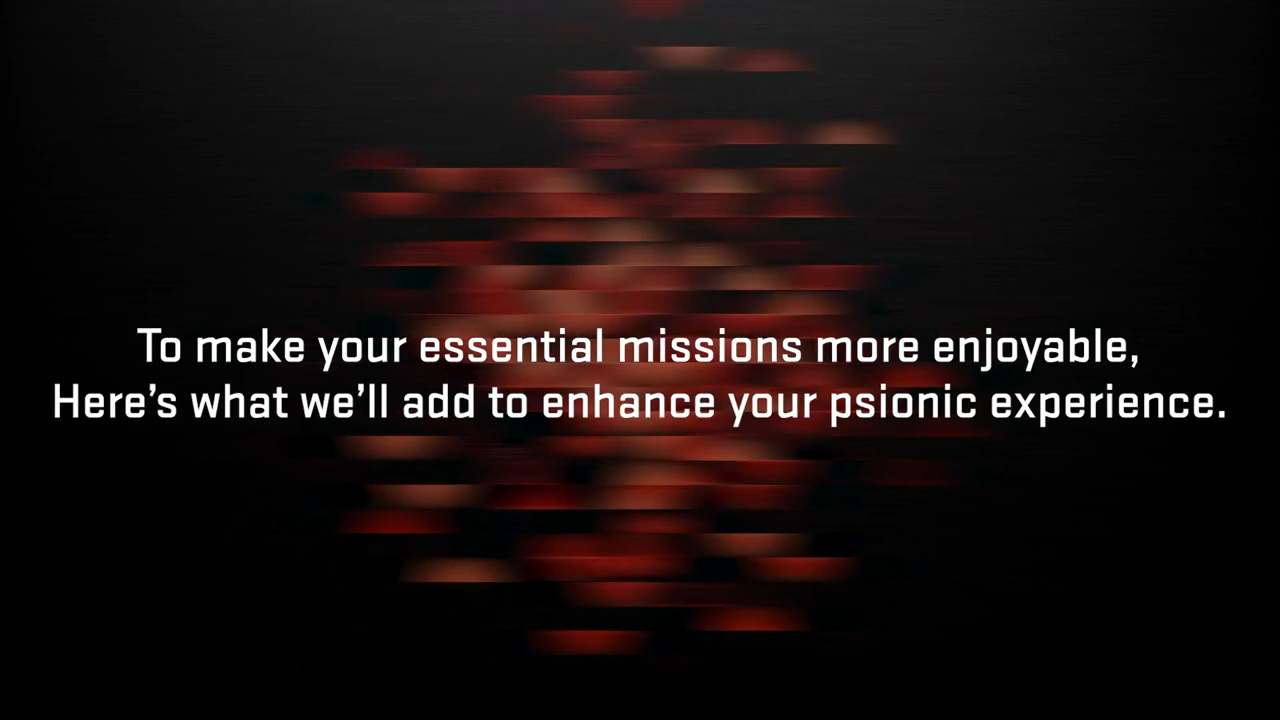 To make your essential missions more enjoyable,
Here’s what we’ll add to enhance your psionic experience.